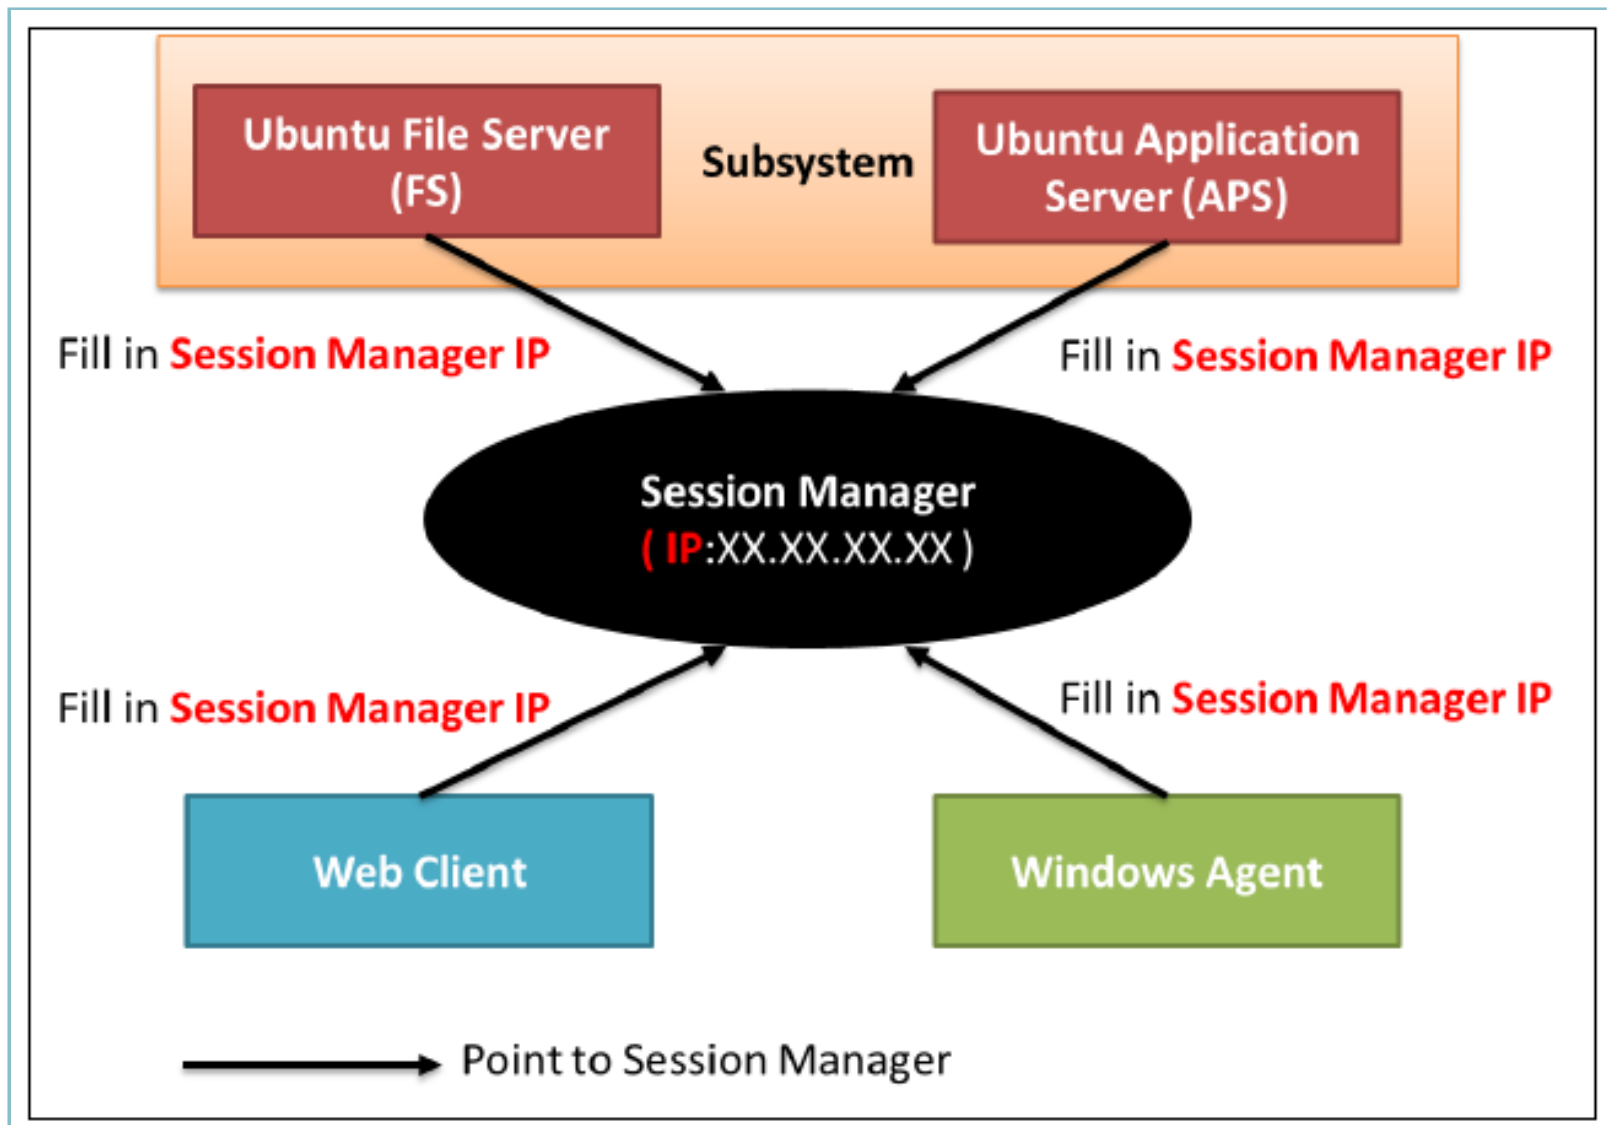 Ubuntu File Server
(FS)
Subsystem
Ubuntu Application
Server (APS)
Fill in Session Manager IP
Fill in Session Manager IP
Session Manager
( IP:XX.XX.XX.XX )
Fill in Session Manager IP
Fill in Session Manager IP
Web Client
Windows Agent
Point to Session Manager